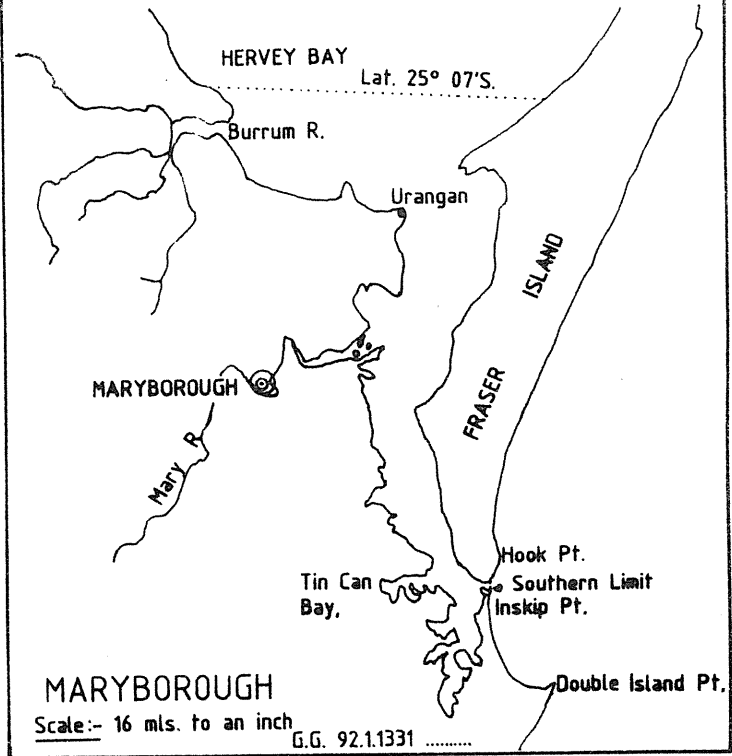 HERVEY BAY
Lat. 25° 07'S.
Burrum R.
Urangan
FRASER ISLAND
MARYBOROUGH
Mary R.
Hook Pt.
Tin Can
Bay,
Southern Limit
Inskip Pt.
Double Island Pt.
MARYBOROUGH
Scale:- 16 mls. to an inch
G.G. 92.1.1331 ..........